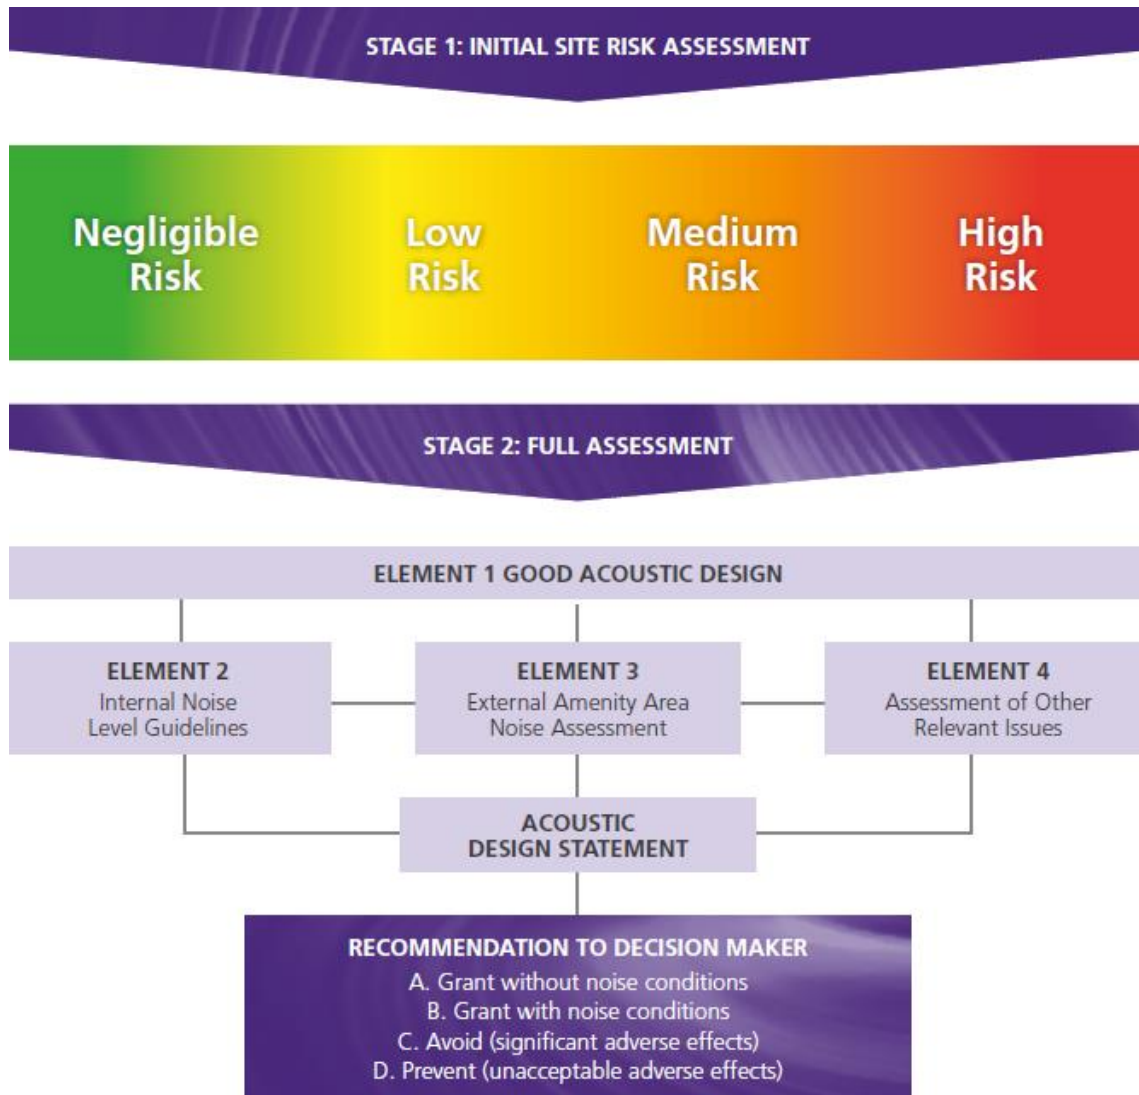 STAGE 1: INITIAL SITE RISK ASSESSMENT
Negligible
Risk
Low
Risk
Medium
Risk
High
Risk
STAGE 2: FULL ASSESSMENT
ELEMENT 1 GOOD ACOUSTIC DESIGN
ELEMENT 2
Internal Noise
Level Guidelines
ELEMENT 3
External Amenity Area
Noise Assessment
ELEMENT 4
Assessment of Other
Relevant Issues
ACOUSTIC
DESIGN STATEMENT
RECOMMENDATION TO DECISION MAKER
A. Grant without noise conditions
B. Grant with noise conditions
C. Avoid (significant adverse effects)
D. Prevent (unacceptable adverse effects)